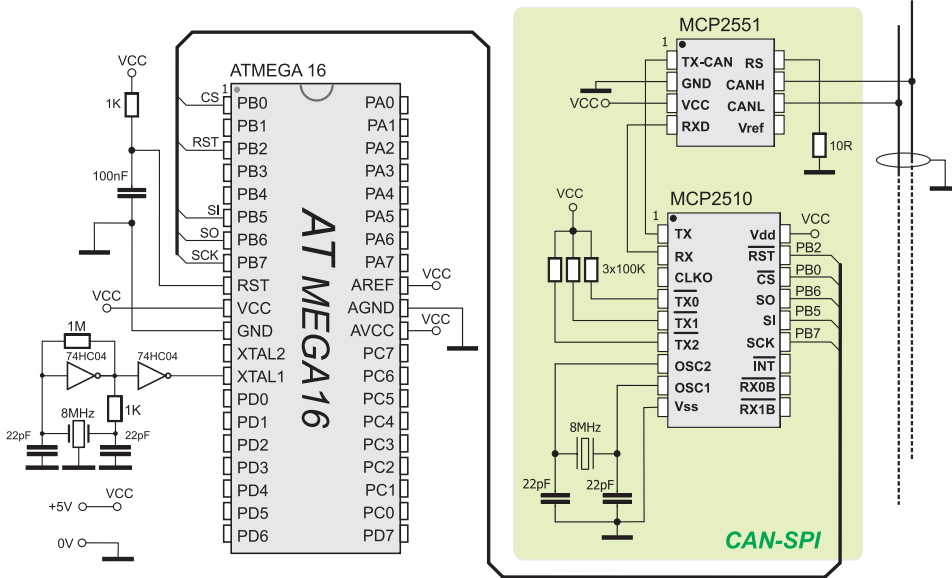 VCC
1K
100nF
VCC
1M
74HC04
74HC04
1K
8MHz
22pF
22pF
+5V
VCC
0V
CS
RST
SI
SO
SCK
ATMEGA 16
1
PB0
PB1
PB2
PB3
PB4
PB5
PB6
PB7
RST
VCC
GND
XTAL2
XTAL1
PD0
PD1
PD2
PD3
PD4
PD5
PD6
AT MEGA16
PA0
PA1
PA2
PA3
PA4
PA5
PA6
PA7
AREF
AGND
AVCC
PC7
PC6
PC5
PC4
PC3
PC2
PC1
PC0
PD7
VCC
VCC
MCP2551
1
TX-CAN
GND
VCC
RXD
RS
CANH
CANL
Vref
VCC
10R
MCP2510
1
TX
RX
CLKO
TX0
TX1
TX2
OSC2
OSC1
Vss
Vdd
RST
CS
SO
SI
SCK
INT
RX0B
RX1B
VCC
PB2
PB0
PB6
PB5
PB7
VCC
3x100K
8MHz
22pF
22pF
CAN-SPI